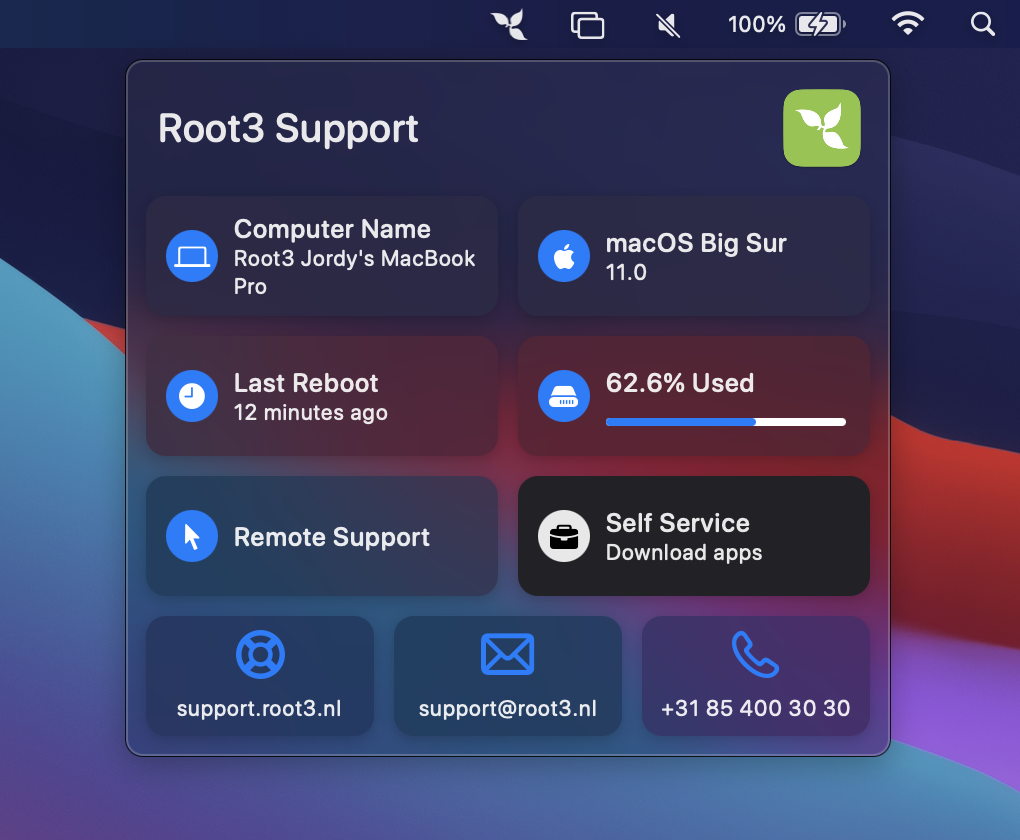 100%
Root3 Support
Computer Name
Root3 Jordy's MacBook
Pro
macOS Big Sur
11.0
Last Reboot
12 minutes ago
62.6% Used
Remote Support
Self Service
Download apps
support.root3.nl
support@root3.nl
+31 85 400 30 30